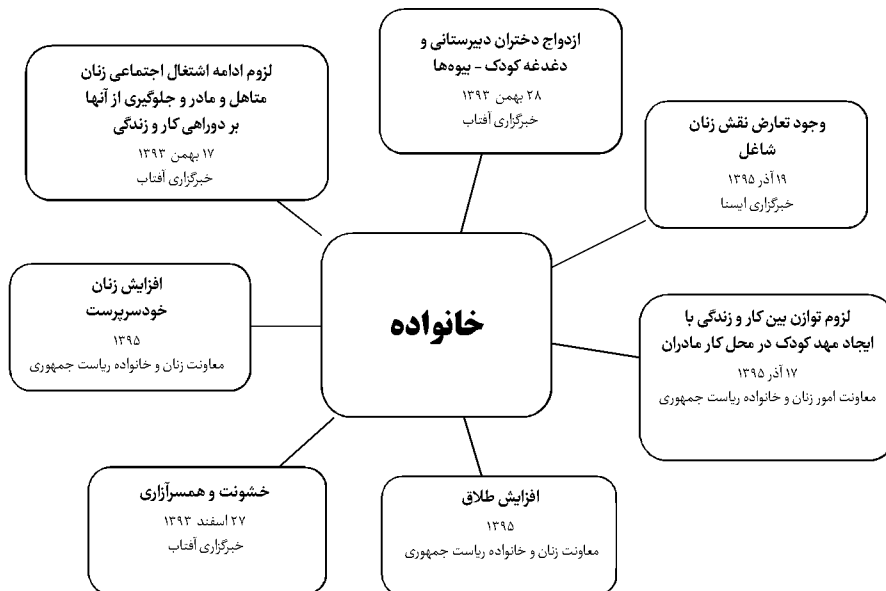 ازدواج دختران دبیرستانی و
دغدغه کودک - بیوه‌ها
۲۸ بهمن ۱۳۹۳
خبرگزاری آفتاب
لزوم ادامه اشتغال اجتماعی زنان
متاهل و مادر و جلوگیری از آنها
بر دوراهی کار و زندگی
۱۷ بهمن ۱۳۹۳
خبرگزاری آفتاب
وجود تعارض نقش زنان
شاغل
۱۹ آذر ۱۳۹۵
خبرگزاری ایسنا
خانواده
افزایش زنان
خودسرپرست
۱۳۹۵
معاونت زنان و خانواده ریاست جمهوری
لزوم توازن بین کار و زندگی با
ایجاد مهد کودک در محل کار مادران
۱۷ آذر ۱۳۹۵
معاونت امور زنان و خانواده ریاست جمهوری
خشونت و همسرآزاری
۲۷ اسفند ۱۳۹۳
خبرگزاری آفتاب
افزایش طلاق
۱۳۹۵
معاونت زنان و خانواده ریاست جمهوری